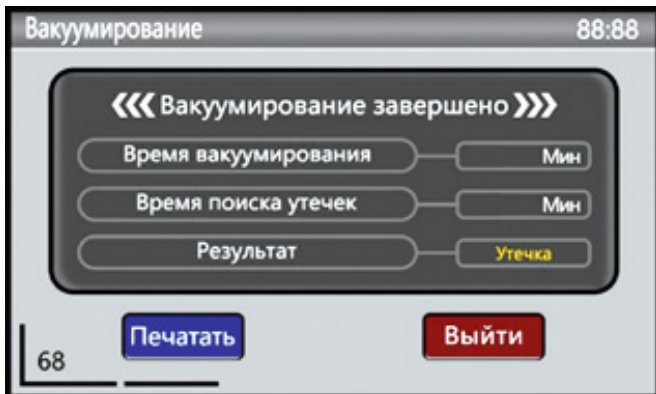 Вакуумирование 88:88
Вакуумирование завершено
Время вакуумирования Мин
Время поиска утечек Мин
Результат Утечка
Печатать Выйти
68